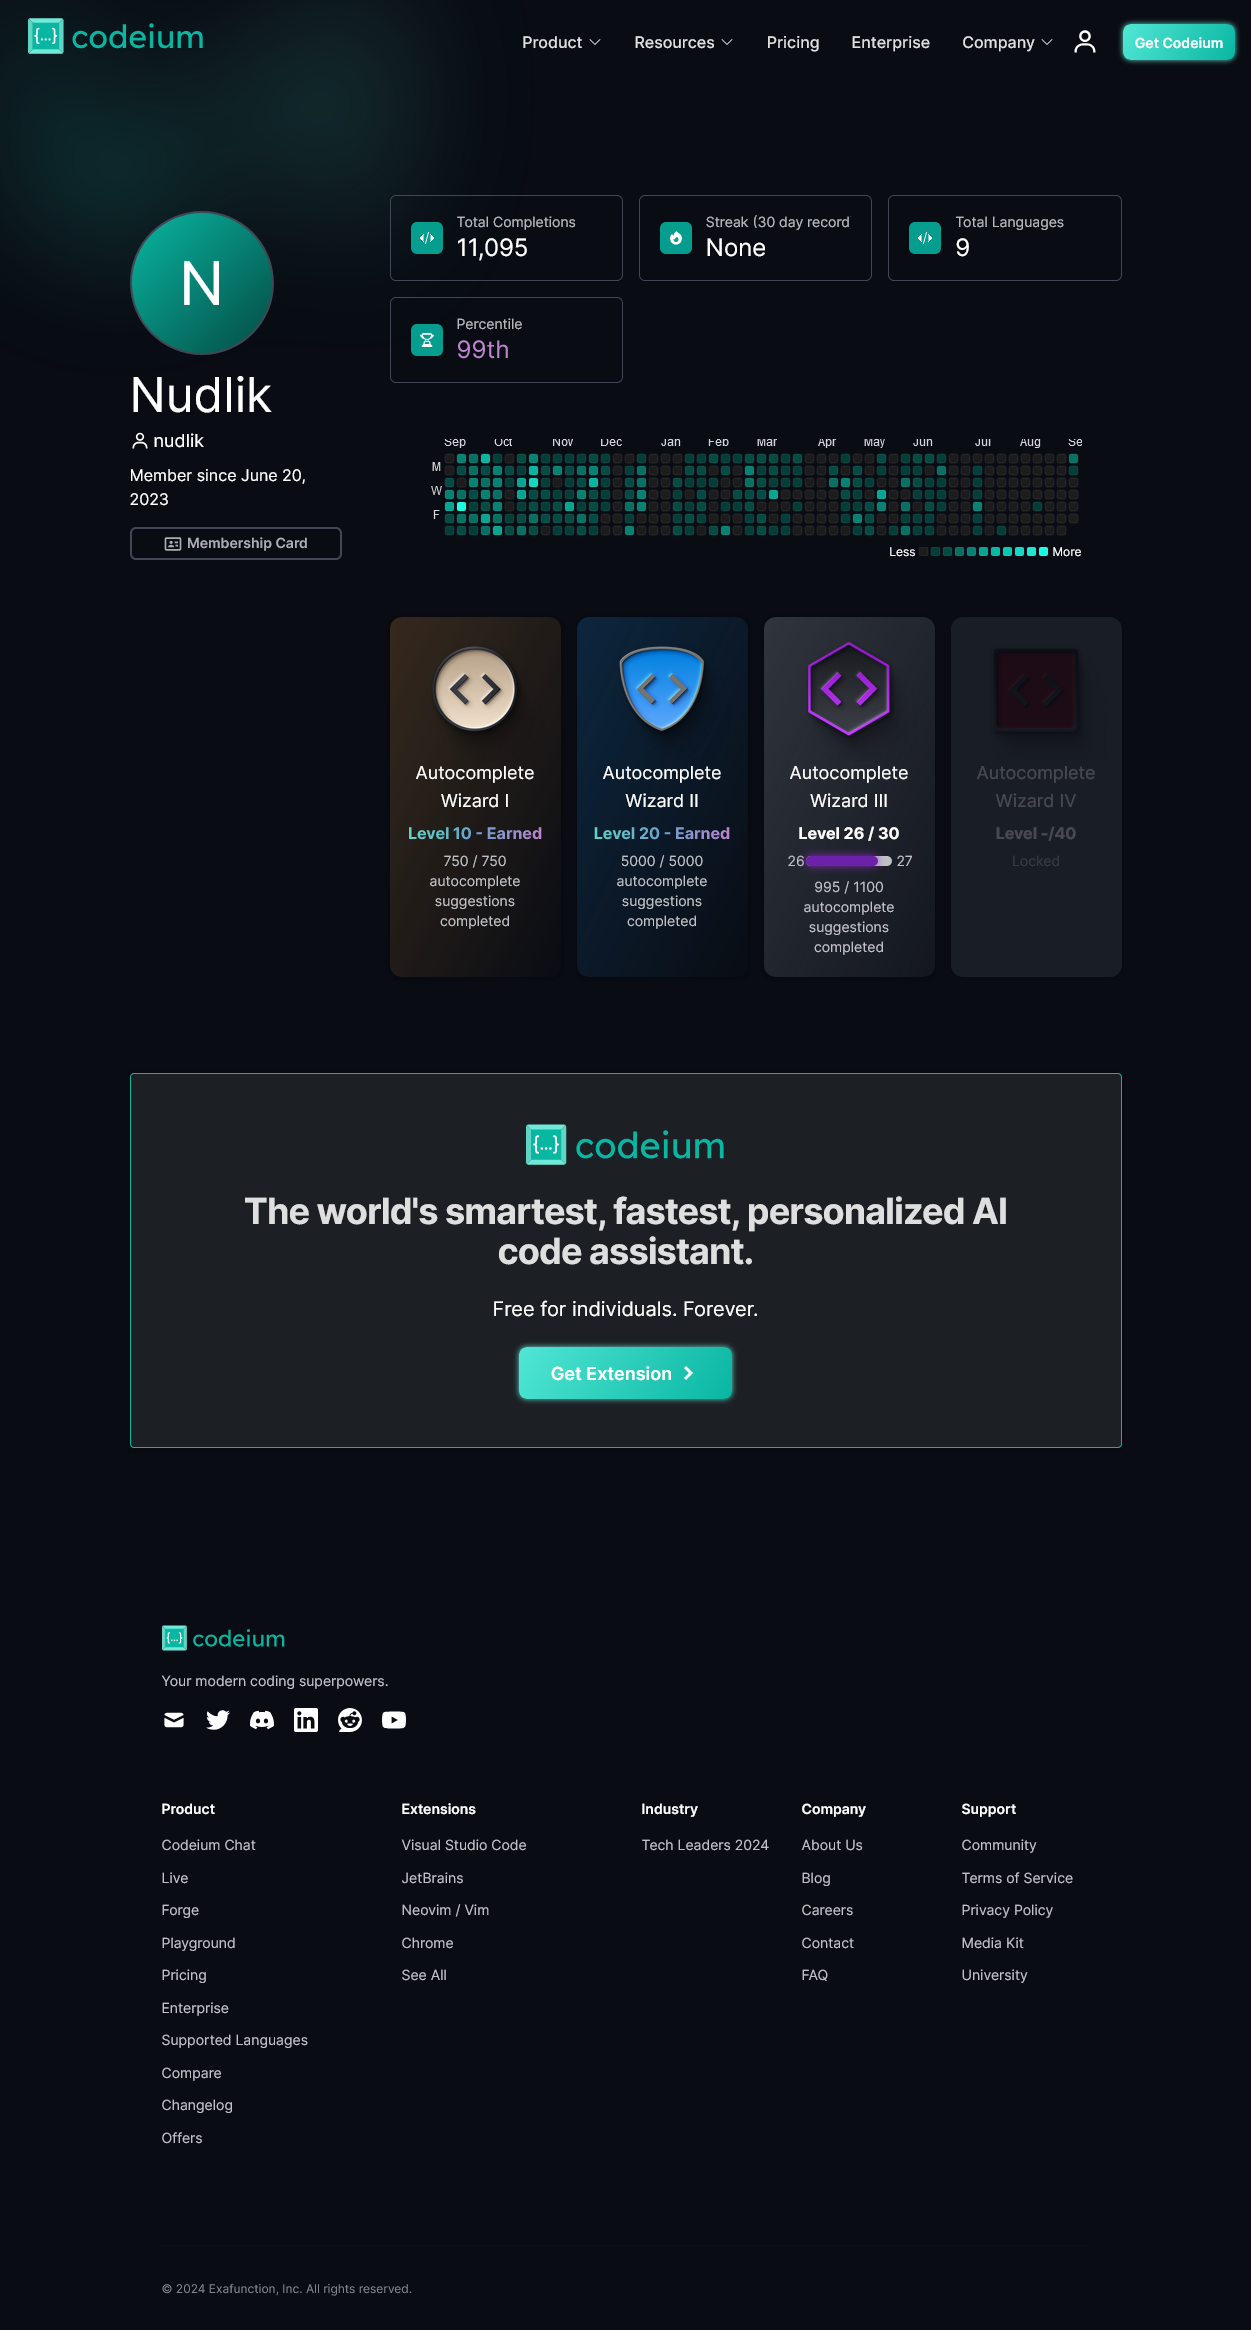 codeium
Product
Resources
Pricing
Enterprise
Company
Get Codeium
N
Nudlik
nudlik
Member since June 20,
2023
Membership Card
Total Completions
11,095
Streak (30 day record
None
Total Languages
9
Percentile
99th
Sep Oct Nov Dec Jan Feb Mar Apr May Jun Jul Aug Se
M
W
F
Less
More
Autocomplete
Wizard I
Level 10 - Earned
750 / 750
autocomplete
suggestions
completed
Autocomplete
Wizard II
Level 20 - Earned
5000 / 5000
autocomplete
suggestions
completed
Autocomplete
Wizard III
Level 26 / 30
26 27
995 / 1100
autocomplete
suggestions
completed
Autocomplete
Wizard IV
Level -/40
Locked
{...} codeium
The world's smartest, fastest, personalized AI
code assistant.
Free for individuals. Forever.
Get Extension
codeium
Your modern coding superpowers.
Product
Codeium Chat
Live
Forge
Playground
Pricing
Enterprise
Supported Languages
Compare
Changelog
Offers
Extensions
Visual Studio Code
JetBrains
Neovim / Vim
Chrome
See All
Industry
Tech Leaders 2024
Company
About Us
Blog
Careers
Contact
FAQ
Support
Community
Terms of Service
Privacy Policy
Media Kit
University
© 2024 Exafunction, Inc. All rights reserved.